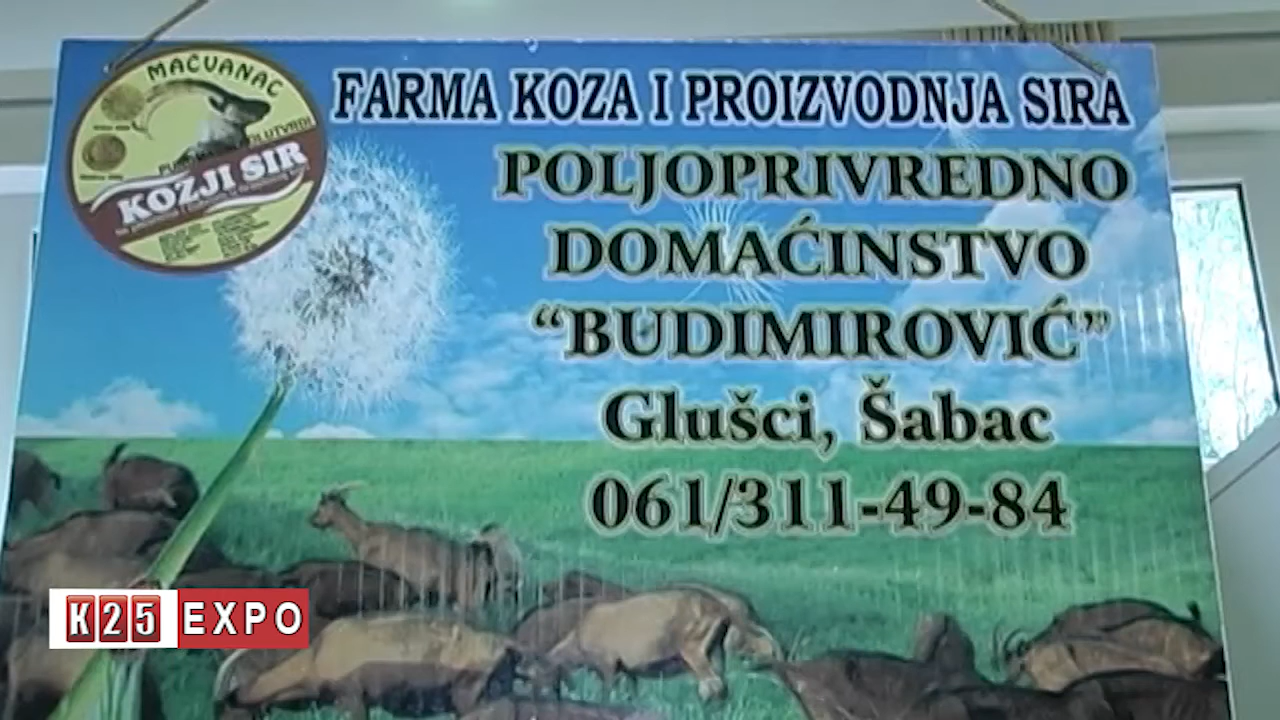 MAČVANAC
KOZJI SIR
FARMA KOZA I PROIZVODNJA SIRA
POLJOPRIVREDNO
DOMAĆINSTVO
“BUDIMIROVIĆ”
Glušci, Šabac
061/311-49-84
K25 EXPO